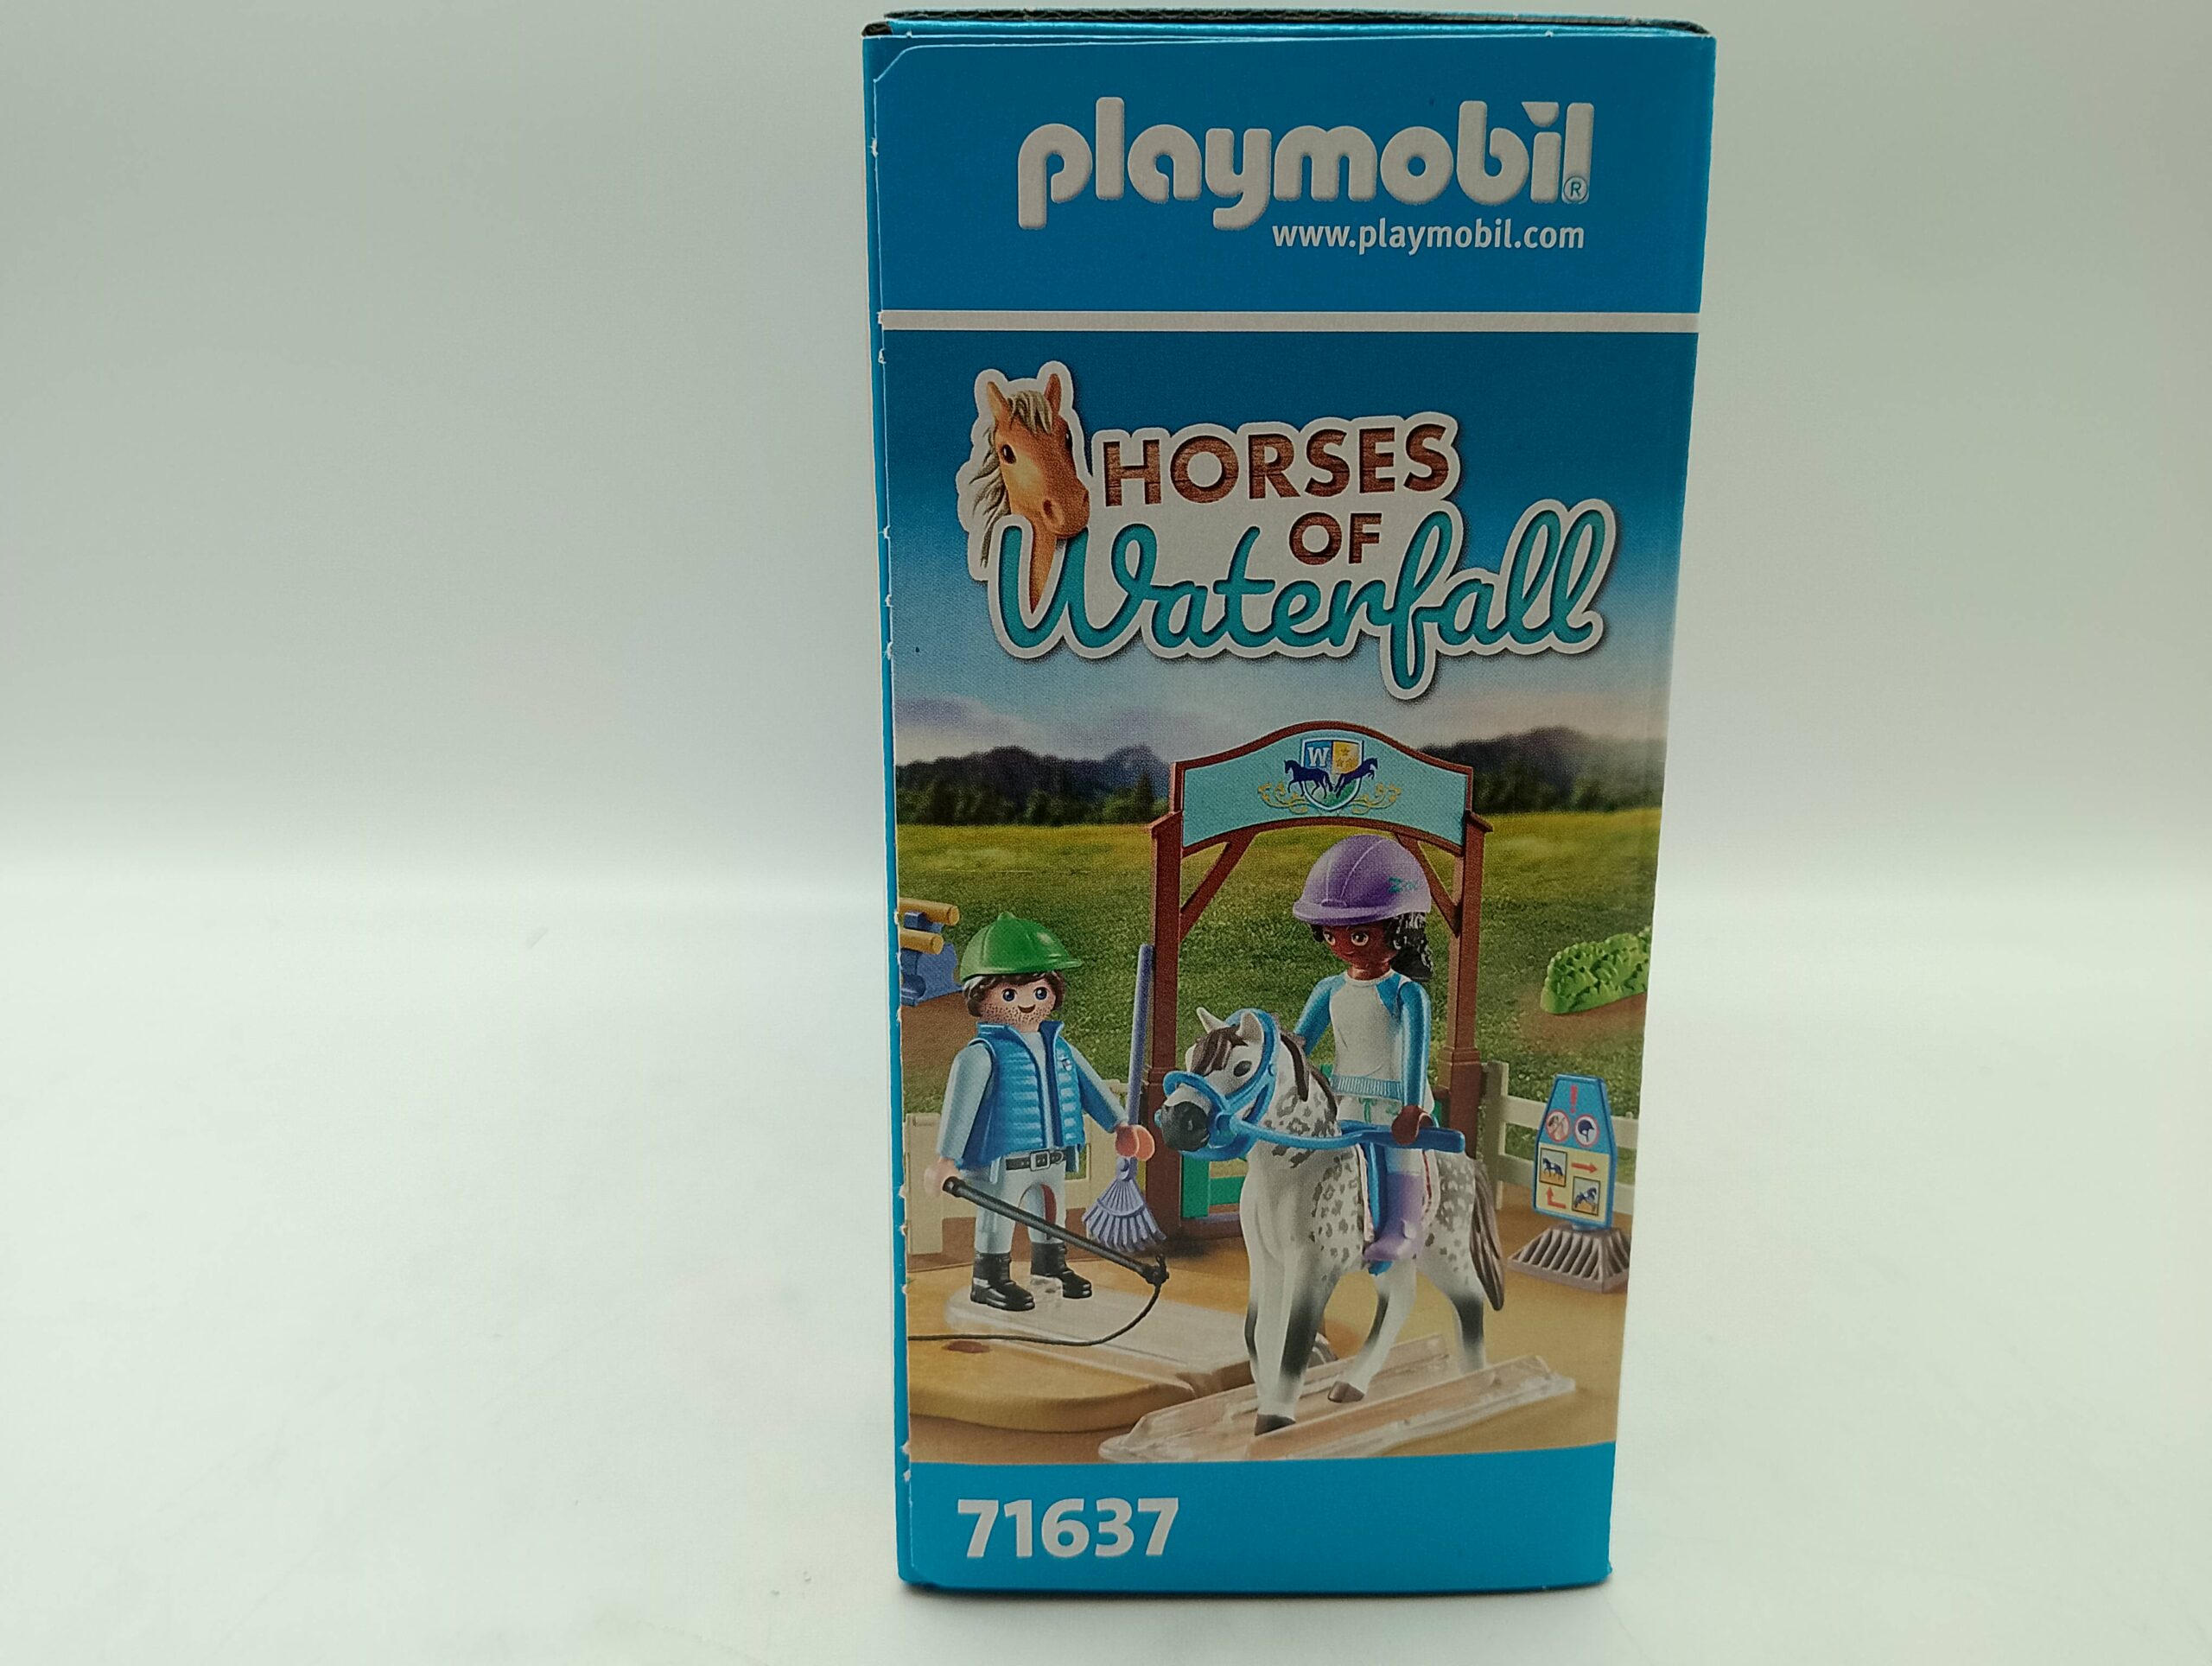 playmobil®
www.playmobil.com
HORSES
OF
Waterfall
W
71637